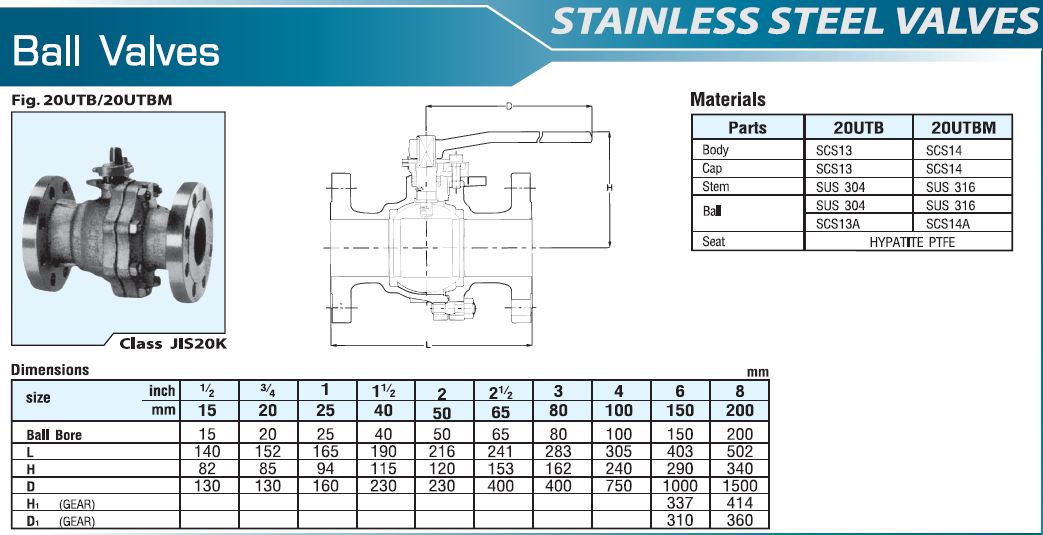 STAINLESS STEEL VALVES
Ball Valves
Fig. 20UTB/20UTBM
Class JIS20K
D
H
L
Materials
Parts 20UTB 20UTBM
Body SCS13 SCS14
Cap SCS13 SCS14
Stem SUS 304 SUS 316
Ball SUS 304 SUS 316
SCS13A SCS14A
Seat HYPATITE PTFE
Dimensions mm
size inch 1/2 3/4 1 1 1/2 2 2 1/2 3 4 6 8
mm 15 20 25 40 50 65 80 100 150 200
Ball Bore 15 20 25 40 50 65 80 100 150 200
L 140 152 165 190 216 241 283 305 403 502
H 82 85 94 115 120 153 162 240 290 340
D 130 130 160 230 230 400 400 750 1000 1500
H1 (GEAR) 337 414
D1 (GEAR) 310 360